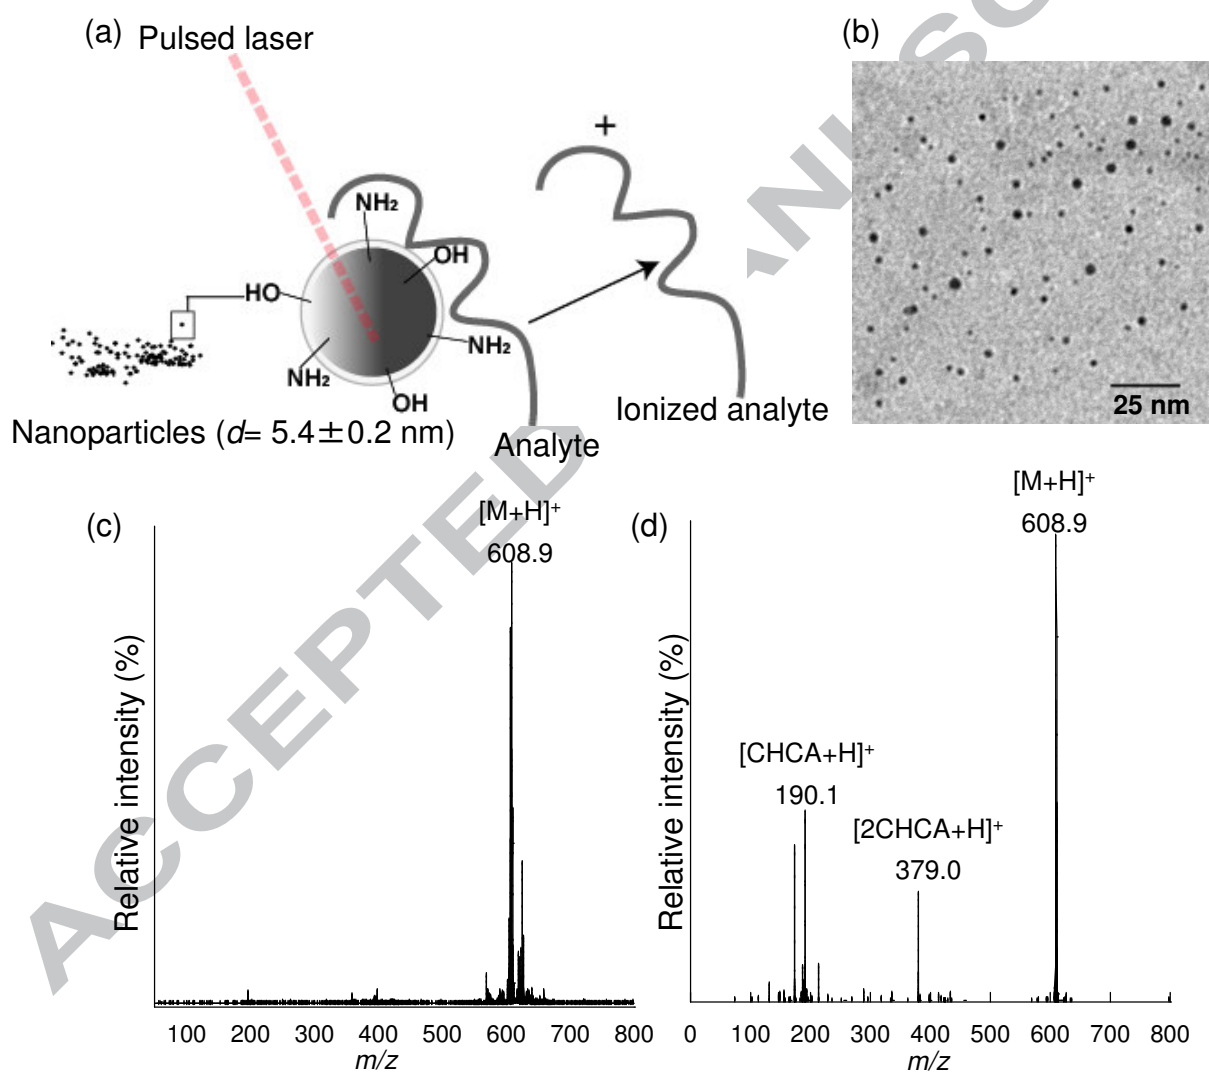 (a) Pulsed laser
(b)
+
NH₂
OH
HO
NH₂
NH₂
OH
Ionized analyte
25 nm
Nanoparticles (d= 5.4±0.2 nm)
Analyte
ACCEPTED
(c)
[M+H]⁺
608.9
Relative intensity (%)
100 200 300 400 500 600 700 800
m/z
(d)
[M+H]⁺
608.9
[CHCA+H]⁺
190.1
[2CHCA+H]⁺
379.0
Relative intensity (%)
0 100 200 300 400 500 600 700 800
m/z